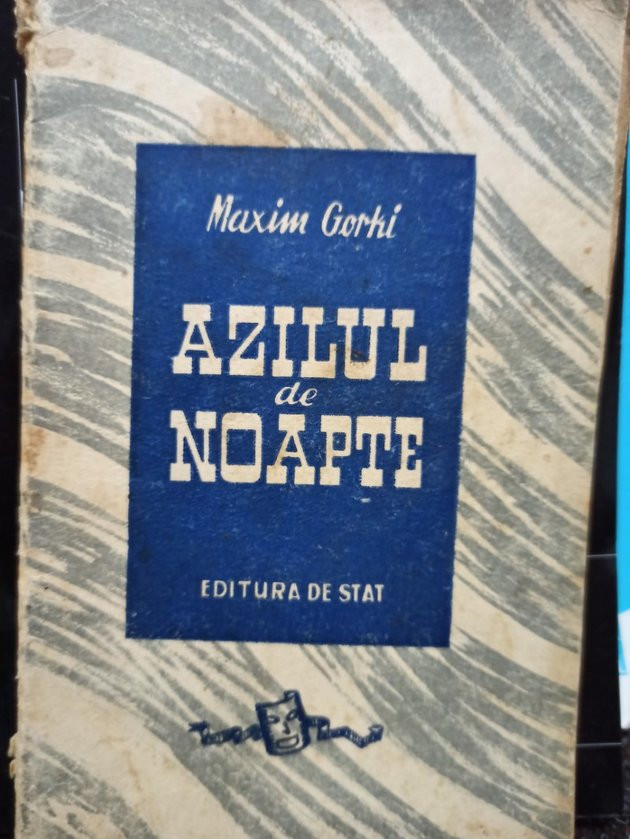 Maxim Gorki
AZILUL
de
NOAPTE
EDITURA DE STAT